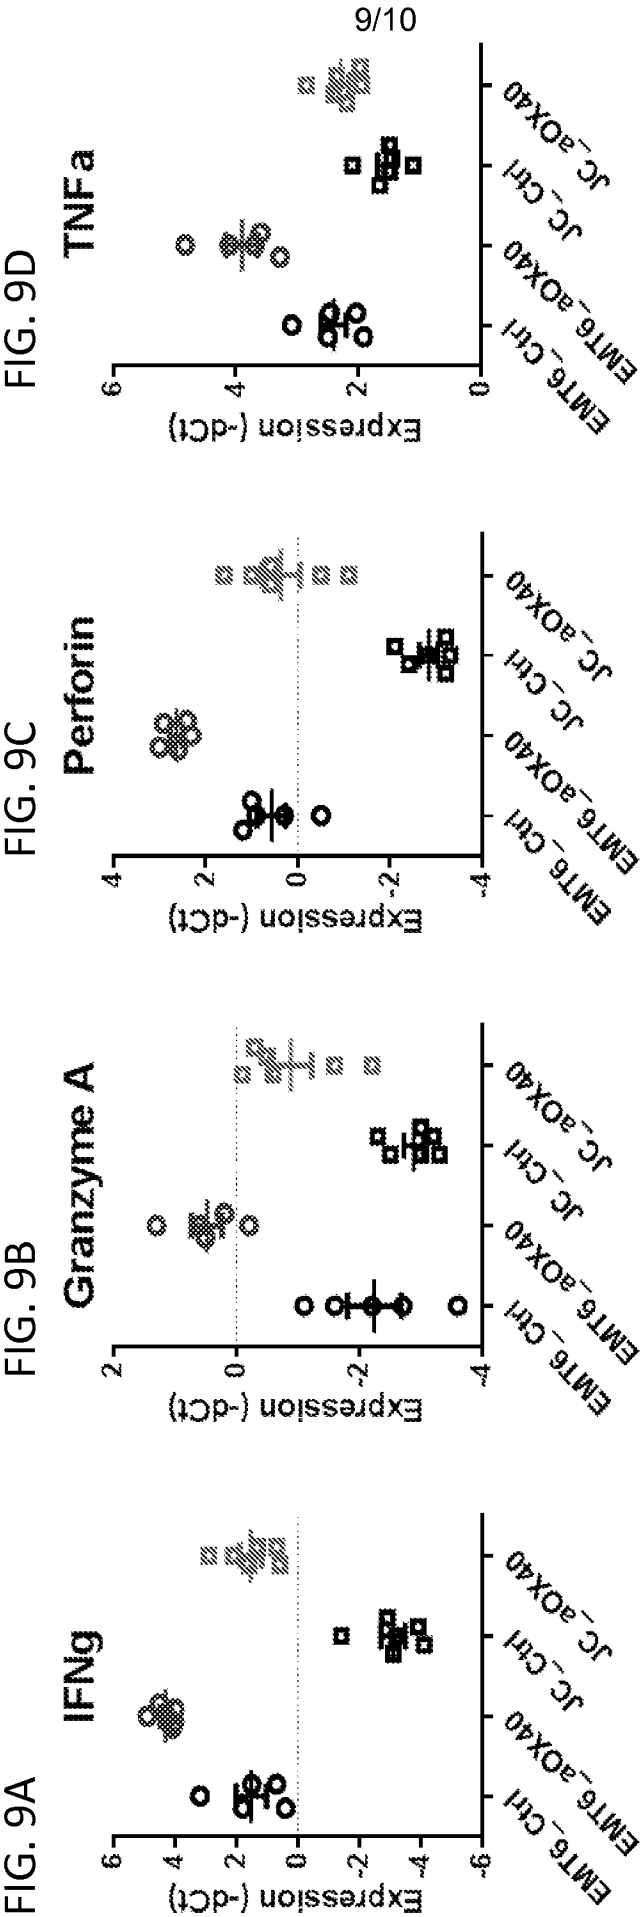 9/10
FIG. 9A
IFNg
Expression (-dCt)
6
4
2
0
-2
-4
-6
EMT6_Ctrl
EMT6_aOX40
JC_Ctrl
JC_aOX40
FIG. 9B
Granzyme A
Expression (-dCt)
2
0
-2
-4
EMT6_Ctrl
EMT6_aOX40
JC_Ctrl
JC_aOX40
FIG. 9C
Perforin
Expression (-dCt)
4
2
0
-2
-4
EMT6_Ctrl
EMT6_aOX40
JC_Ctrl
JC_aOX40
FIG. 9D
TNFa
Expression (-dCt)
6
4
2
0
EMT6_Ctrl
EMT6_aOX40
JC_Ctrl
JC_aOX40